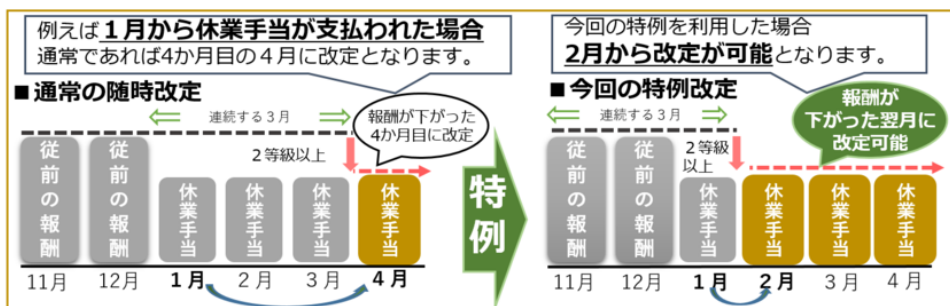 例えば１月から休業手当が支払われた場合
通常であれば4か月目の４月に改定となります。
■通常の随時改定
連続する３月
報酬が下がった
4か月目に改定
２等級以上
従前の報酬
従前の報酬
休業手当
休業手当
休業手当
休業手当
11月
12月
１月
２月
３月
４月
特例
今回の特例を利用した場合
2月から改定が可能となります。
■今回の特例改定
連続する３月
報酬が
下がった翌月に
改定可能
２等級
以上
従前の報酬
従前の報酬
休業手当
休業手当
休業手当
休業手当
11月
12月
１月
２月
３月
４月